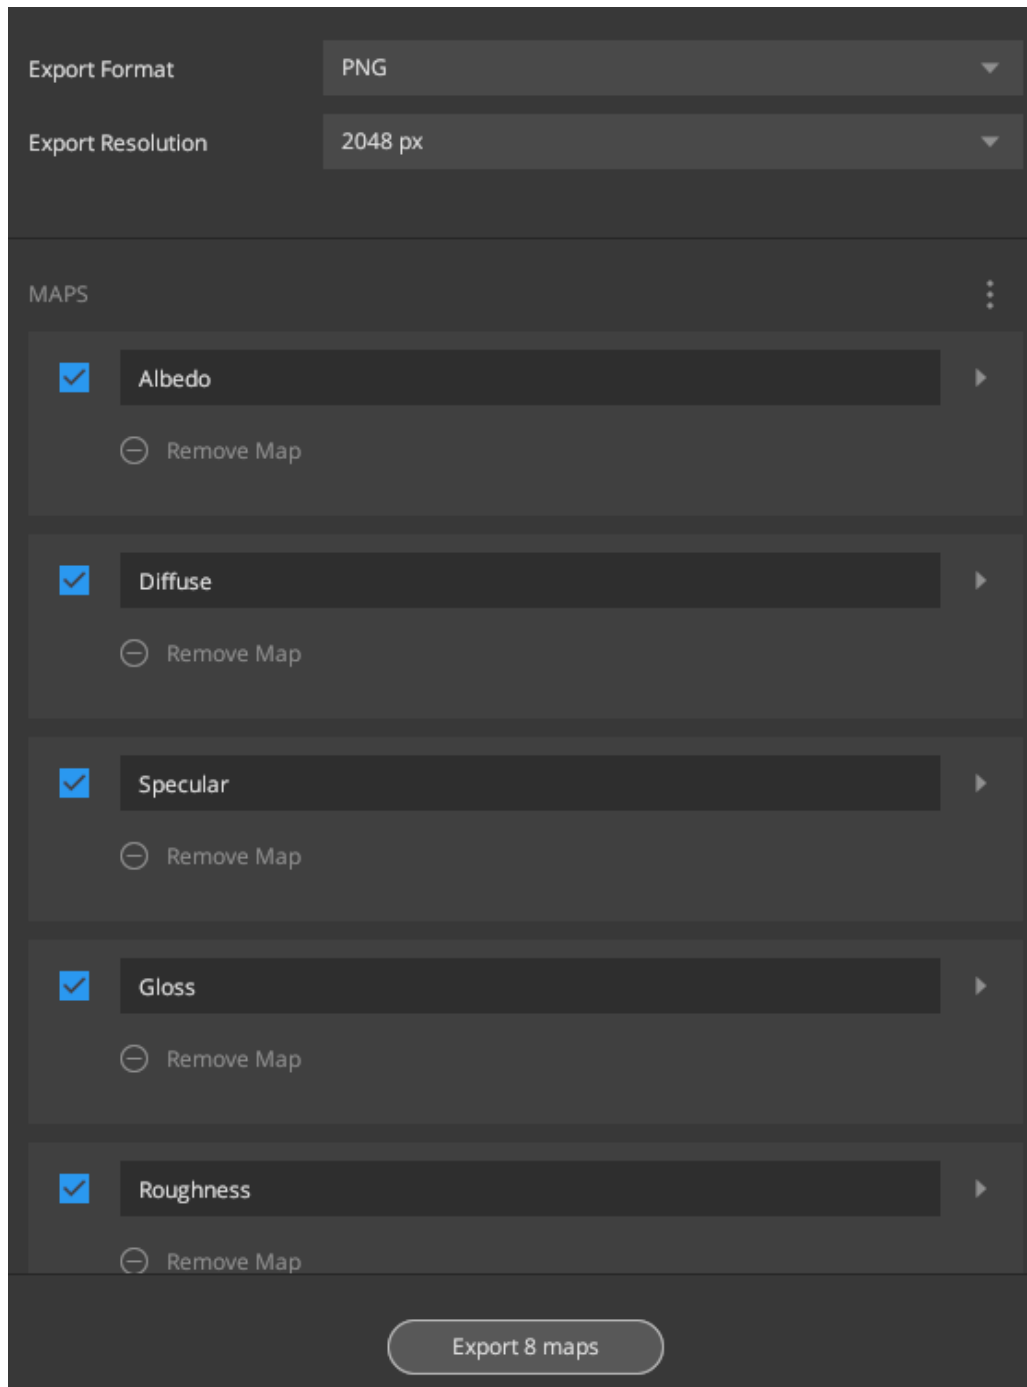 Export Format
PNG
Export Resolution
2048 px
MAPS
Albedo
Remove Map
Diffuse
Remove Map
Specular
Remove Map
Gloss
Remove Map
Roughness
Remove Map
Export 8 maps